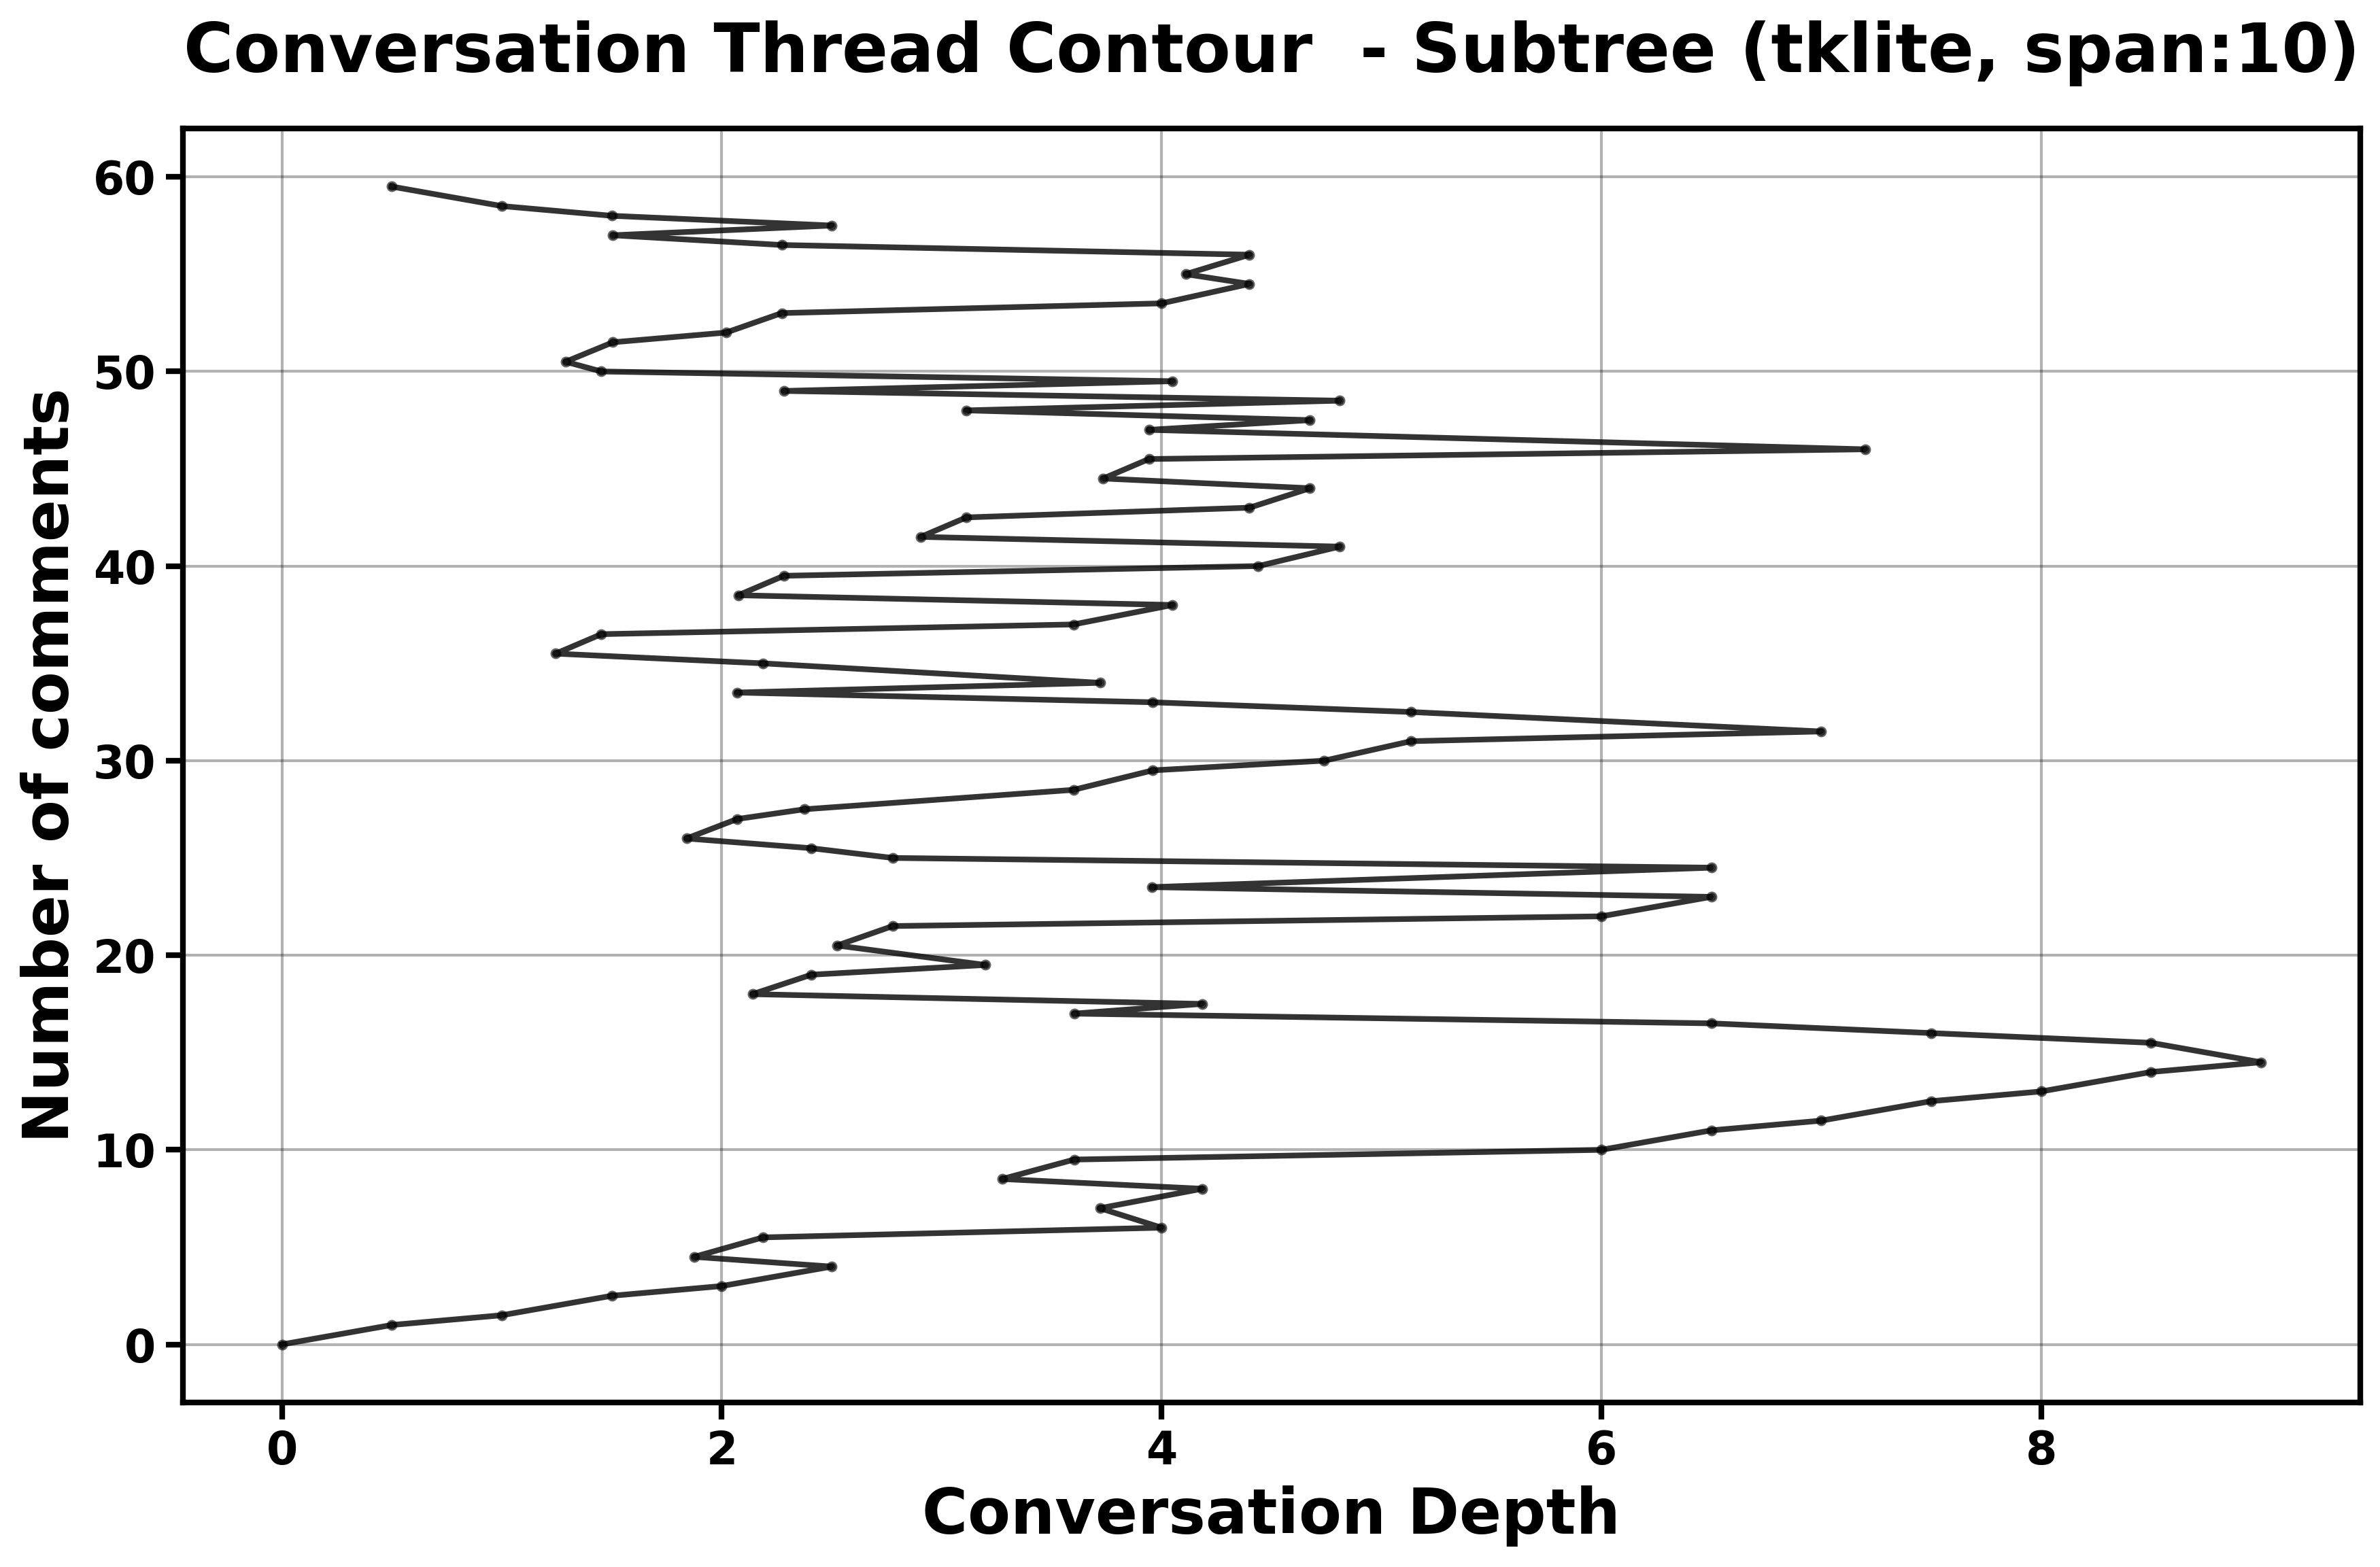 Conversation Thread Contour  - Subtree (tklite, span:10)
Number of comments
60
50
40
30
20
10
0
0 2 4 6 8
Conversation Depth